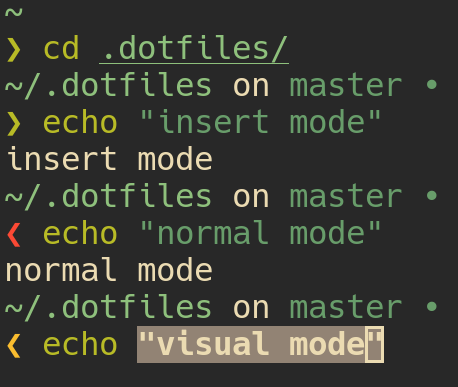 ~
❯ cd .dotfiles/
~/.dotfiles on master •
❯ echo "insert mode"
insert mode
~/.dotfiles on master •
❮ echo "normal mode"
normal mode
~/.dotfiles on master •
❮ echo "visual mode"